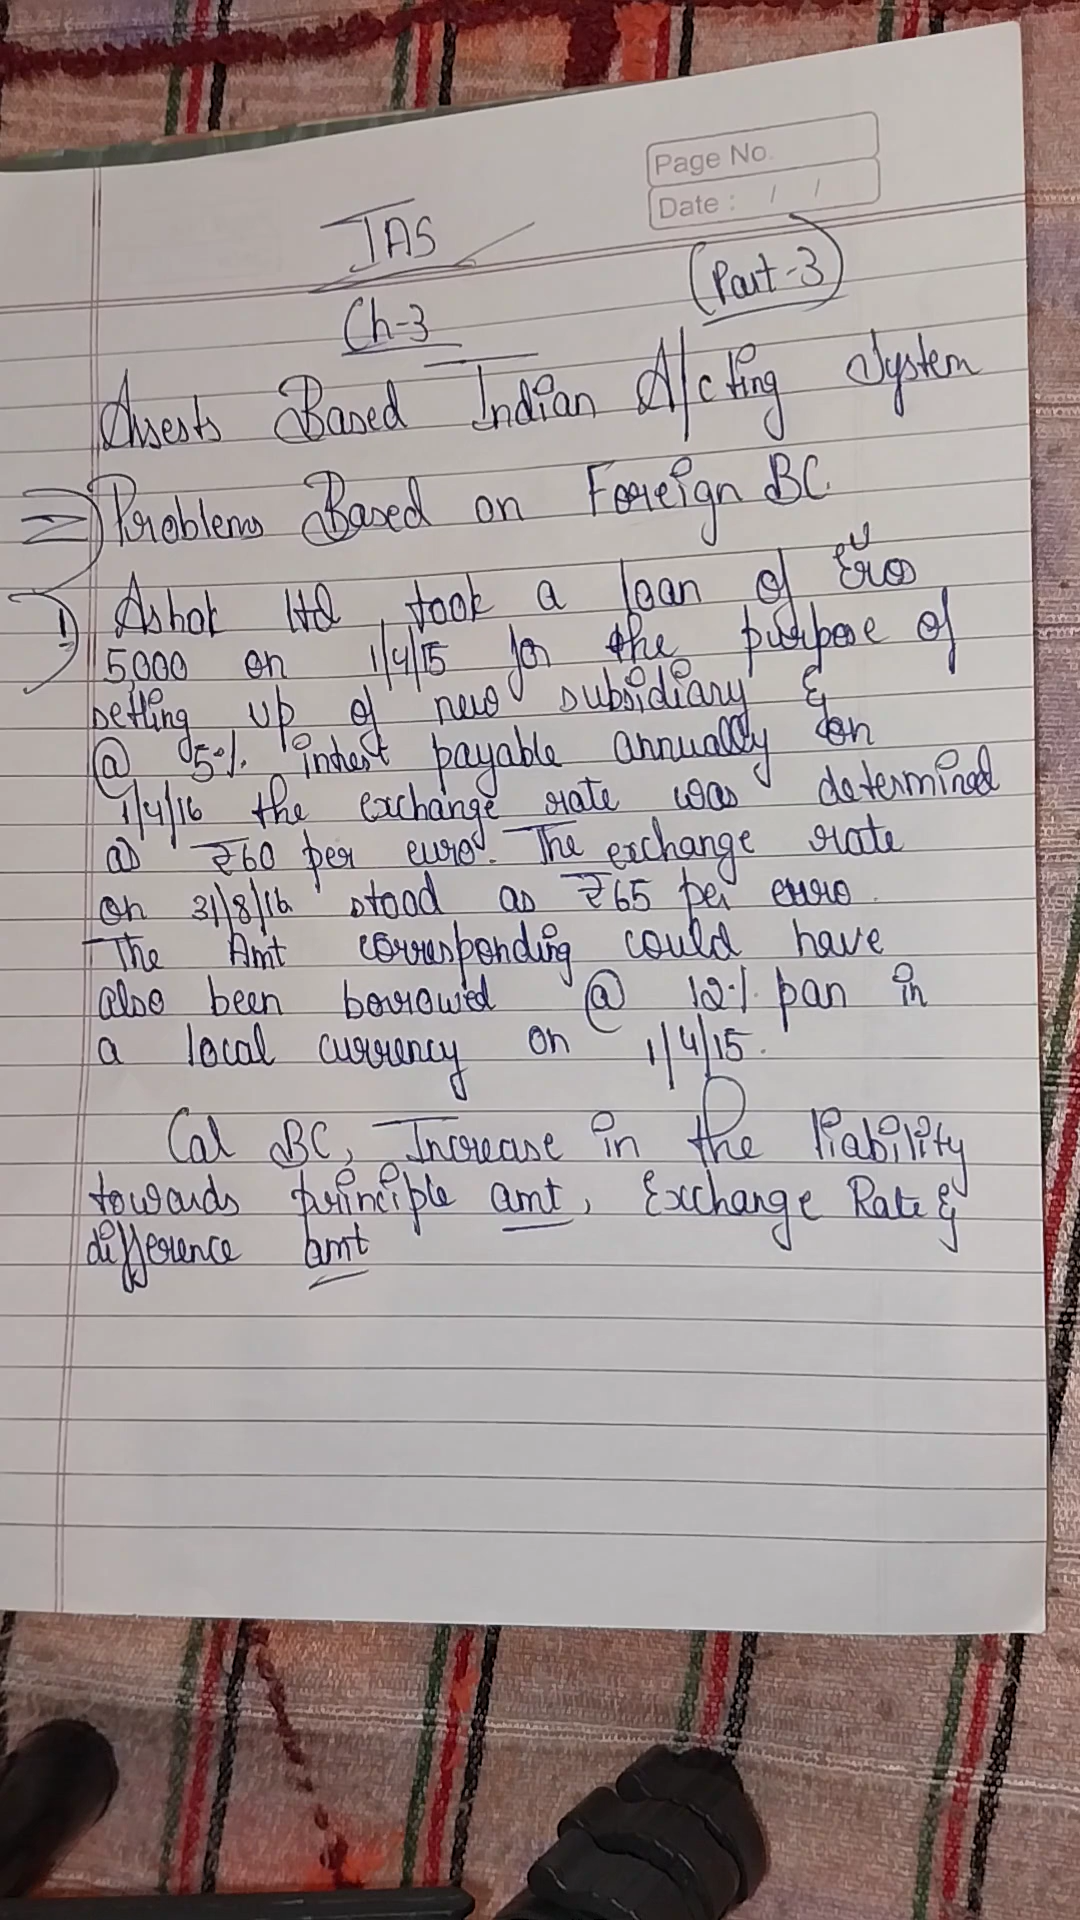 Page No.
Date : / /
IAS
(Part-3)
Ch-3
Assests Based Indian A/cting System
Problems Based on Foreign BC
1) Ashok ltd took a loan of Eros
5,000 on 1/4/15 for the purpose of
setting up of new subsidiary &
@ 5%. intrest payable annually on
1/4/16 the exchange rate was determined
as ₹60 per euro. The exchange rate
on 31/8/16 stood as ₹65 per euro.
The Amt corresponding could have
also been borrowed @ 12%. pan in
a local currency on 1/4/15.
Cal BC, Increase in the liability
towards principle amt, Exchange Rate &
difference amt